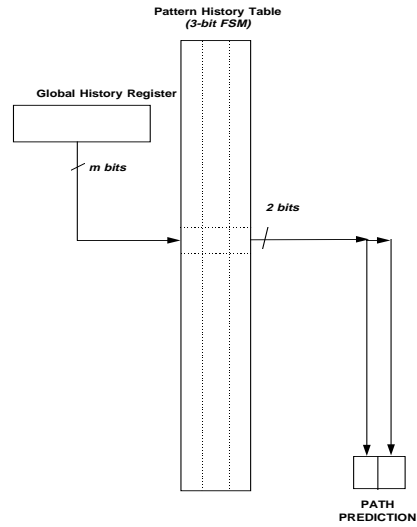 Pattern History Table
(3-bit FSM)
Global History Register
m bits
2 bits
PATH
PREDICTION